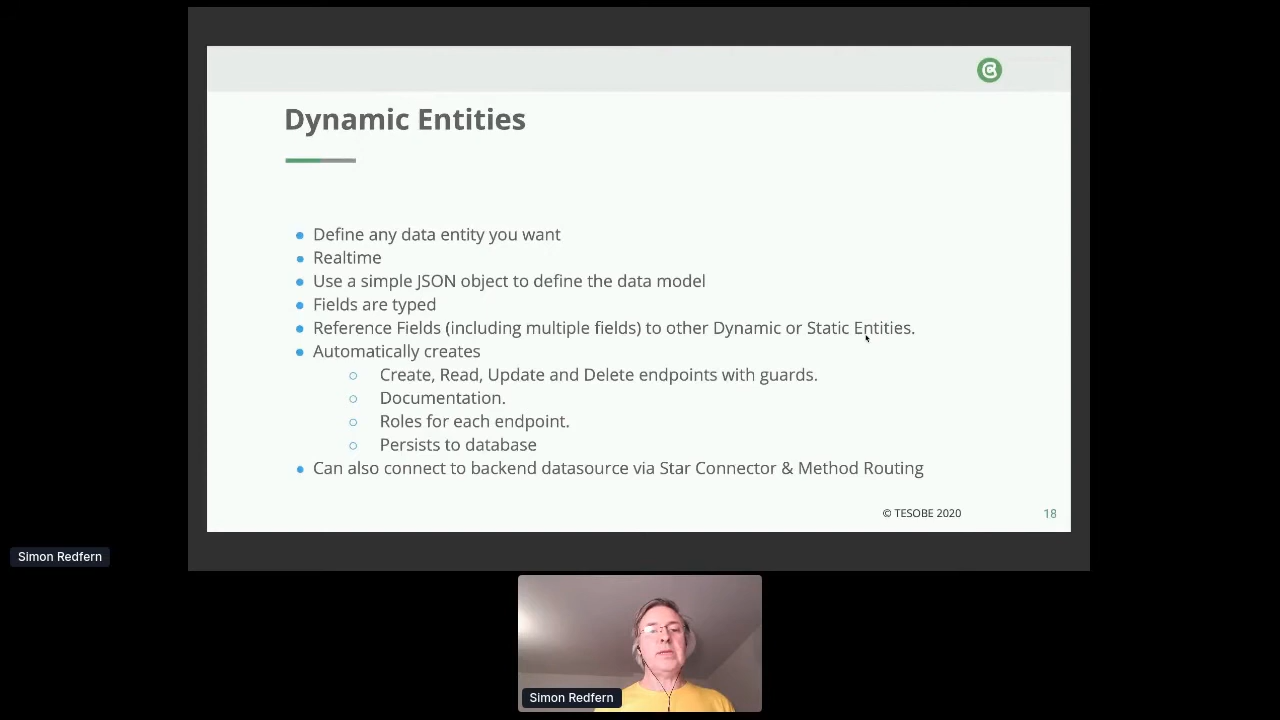 Dynamic Entities
Define any data entity you want
Realtime
Use a simple JSON object to define the data model
Fields are typed
Reference Fields (including multiple fields) to other Dynamic or Static Entities.
Automatically creates
Create, Read, Update and Delete endpoints with guards.
Documentation.
Roles for each endpoint.
Persists to database
Can also connect to backend datasource via Star Connector & Method Routing
© TESOBE 2020
18
Simon Redfern
Simon Redfern